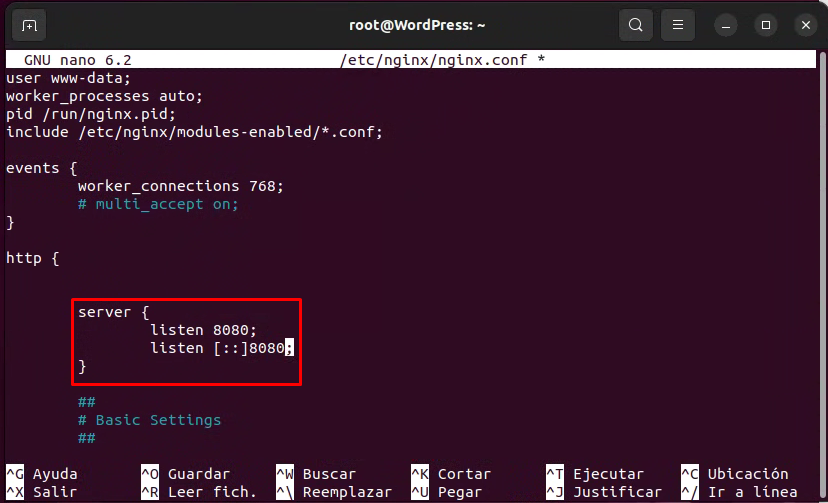 root@WordPress: ~
GNU nano 6.2 /etc/nginx/nginx.conf *
user www-data;
worker_processes auto;
pid /run/nginx.pid;
include /etc/nginx/modules-enabled/*.conf;
events {
worker_connections 768;
# multi_accept on;
}
http {
server {
listen 8080;
listen [::]8080;
}
##
# Basic Settings
##
^G Ayuda ^O Guardar ^W Buscar ^K Cortar ^T Ejecutar ^C Ubicación
^X Salir ^R Leer fich. ^\ Reemplazar ^U Pegar ^J Justificar ^/ Ir a línea